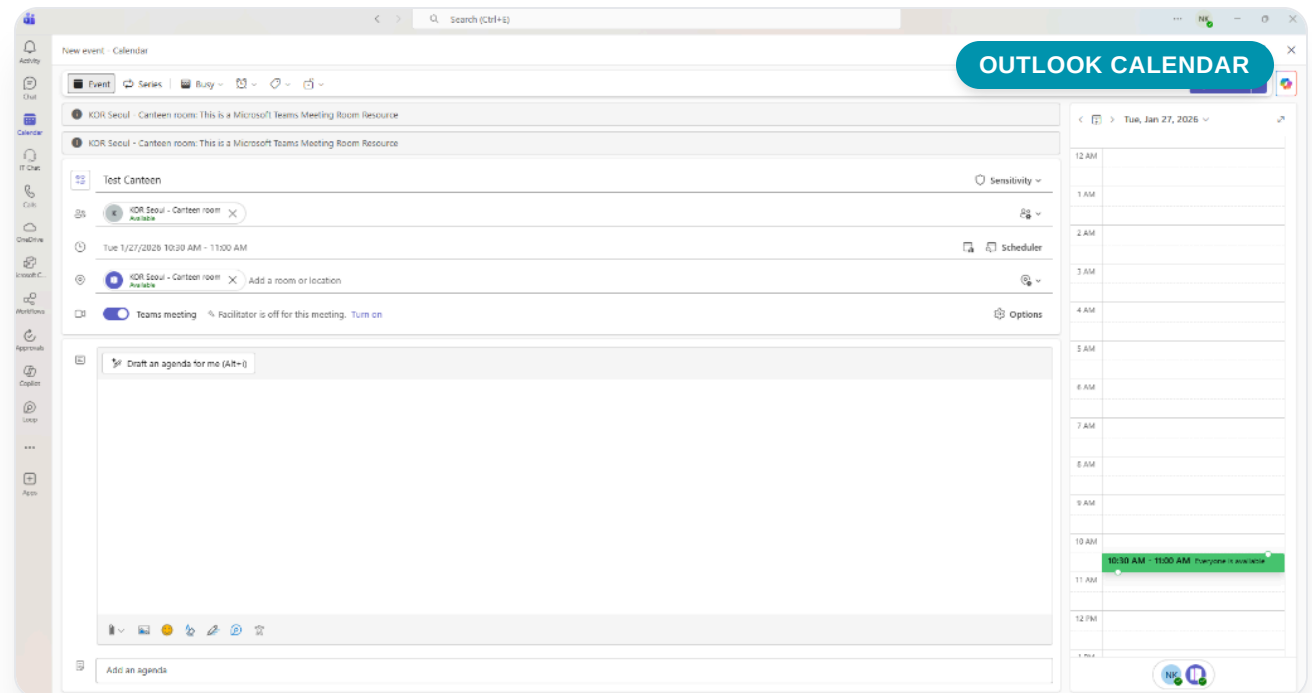 Search (Ctrl+E)
NK
New event - Calendar
OUTLOOK CALENDAR
Activity
Chat
Calendar
IT Chat
Calls
OneDrive
Workflows
Approvals
Copilot
Loop
Apps
Event
Series
Busy
KDR Seoul - Canteen room: This is a Microsoft Teams Meeting Room Resource
KDR Seoul - Canteen room: This is a Microsoft Teams Meeting Room Resource
Test Canteen
Sensitivity
K
KDR Seoul - Canteen room
Available
Tue 1/27/2026 10:30 AM - 11:00 AM
Scheduler
KDR Seoul - Canteen room
Available
Add a room or location
Teams meeting
Facilitator is off for this meeting. Turn on
Options
Draft an agenda for me (Alt+I)
Add an agenda
Tue, Jan 27, 2026
12 AM
1 AM
2 AM
3 AM
4 AM
5 AM
6 AM
7 AM
8 AM
9 AM
10 AM
10:30 AM - 11:00 AM Everyone is available
11 AM
12 PM
1 PM
NK